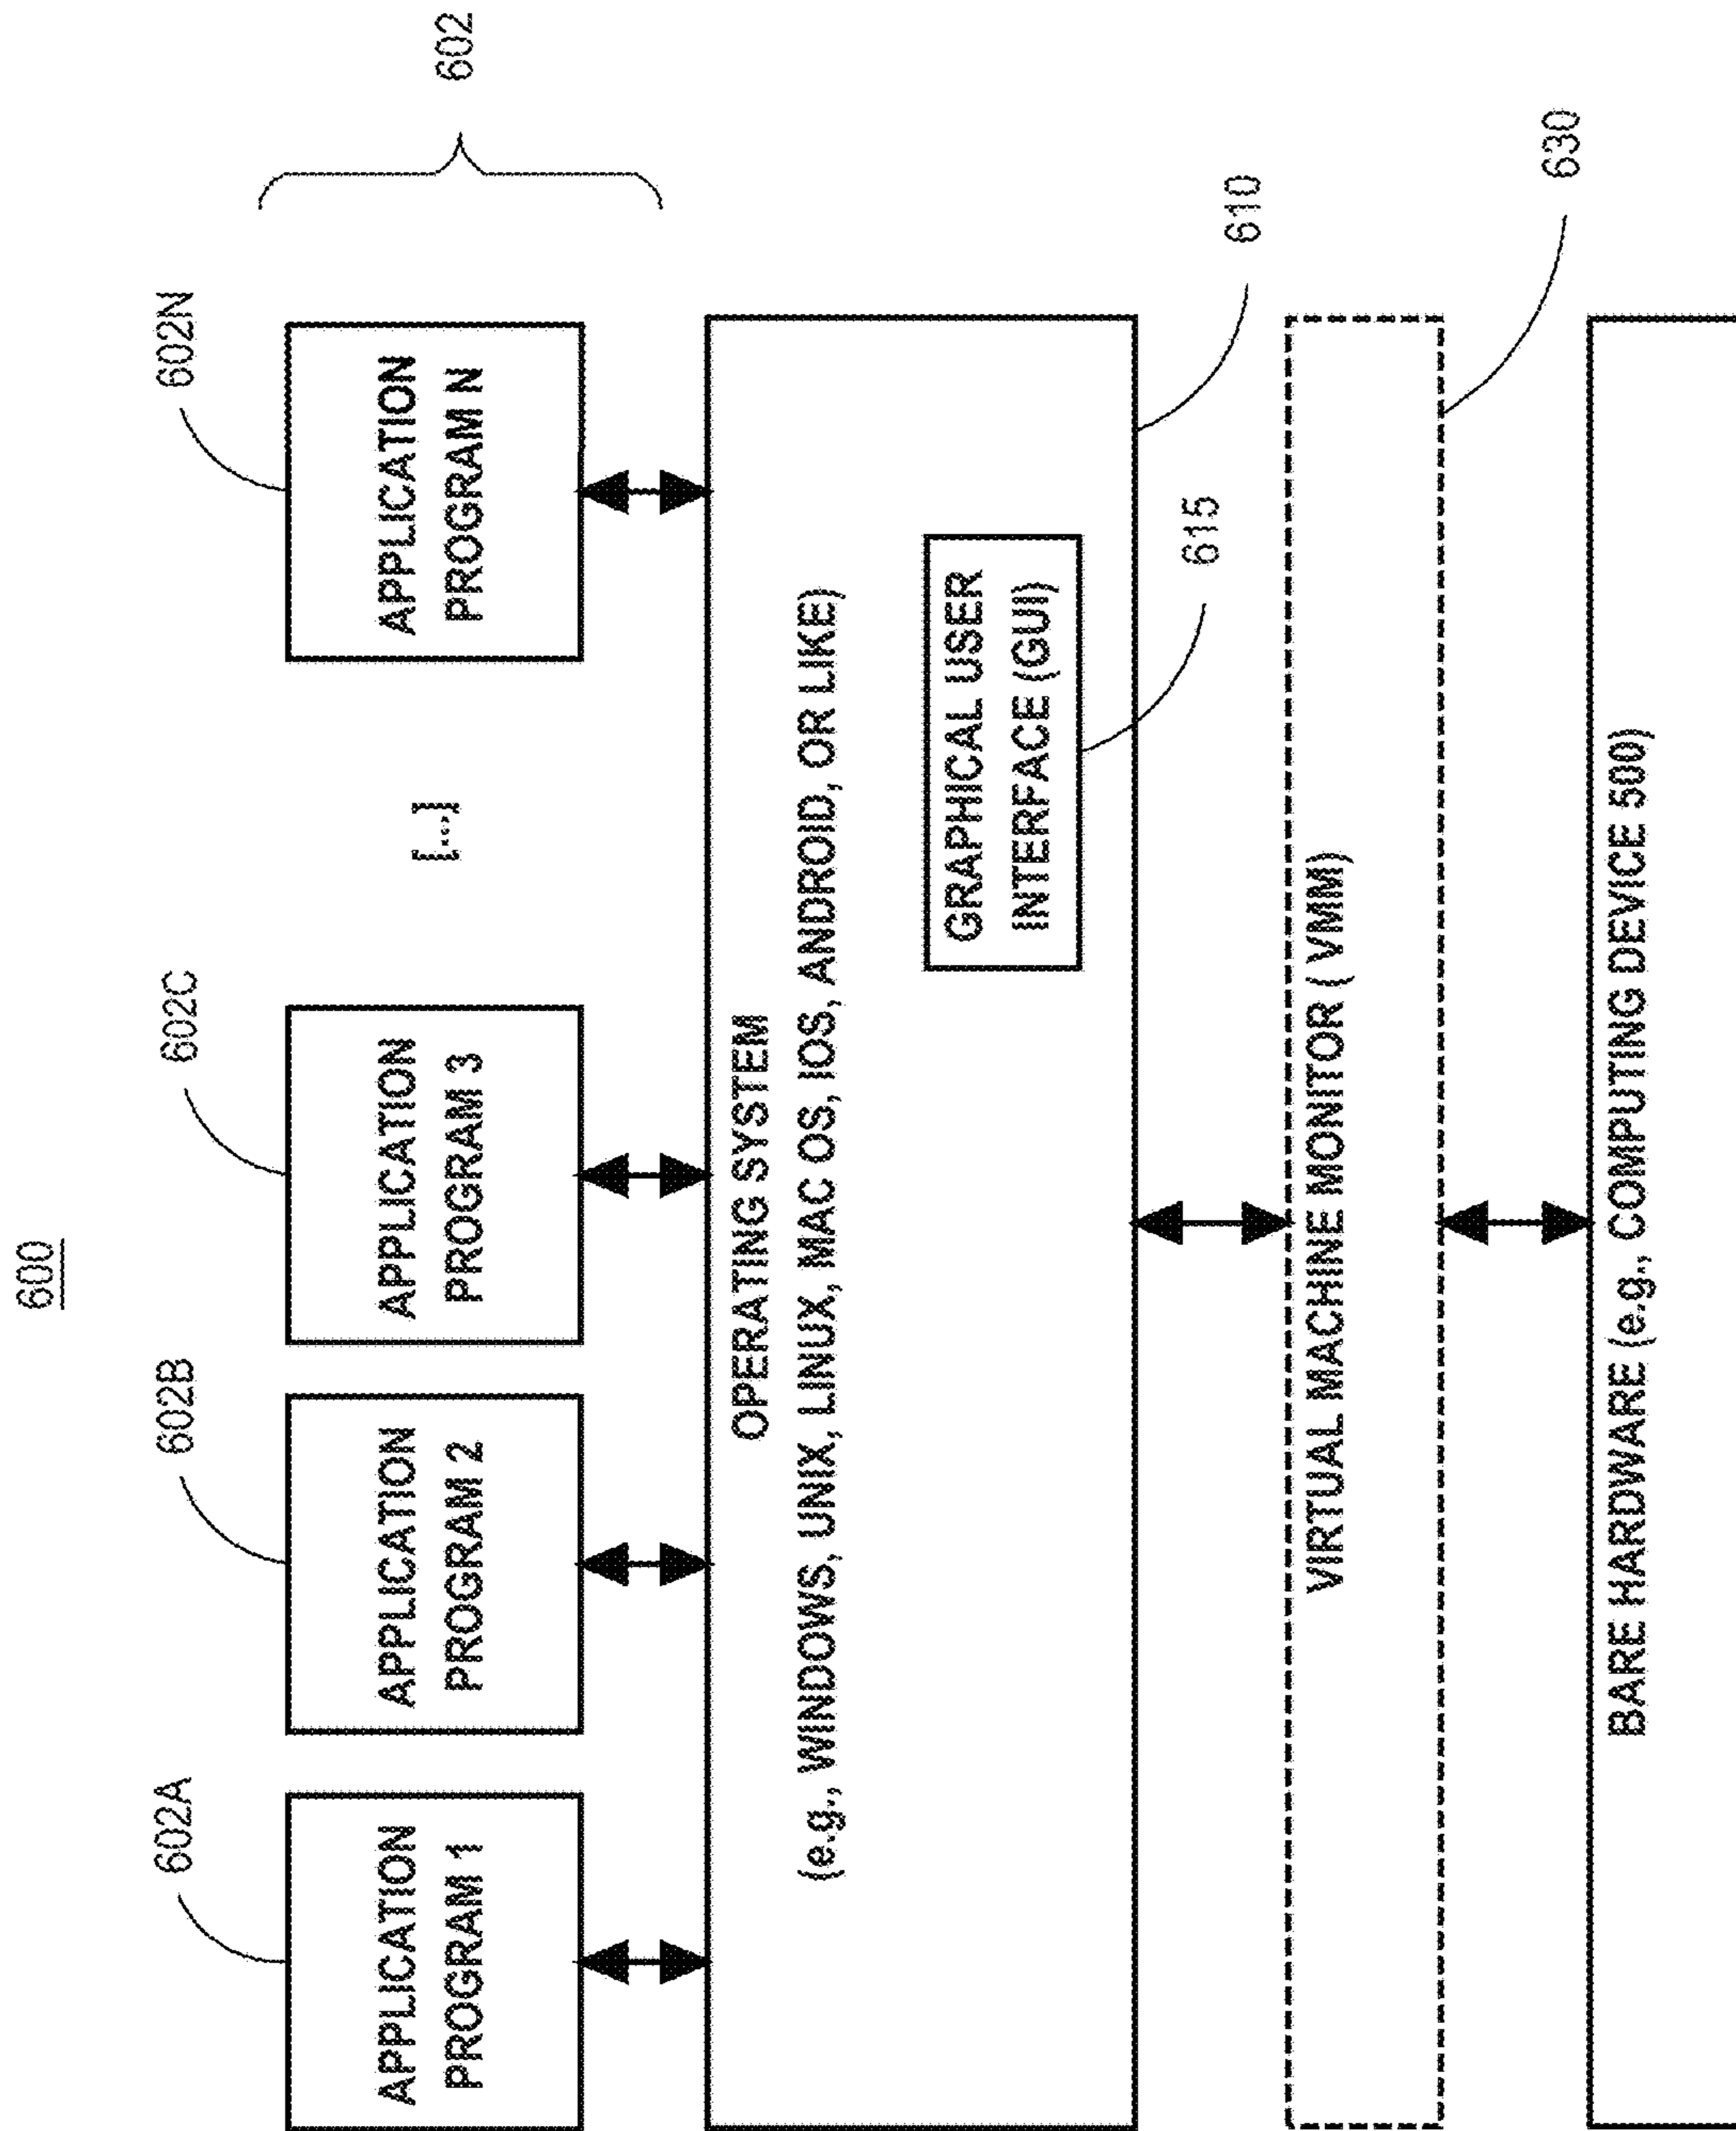 600
602A
602B
602C
602N
602
APPLICATION
PROGRAM 1
APPLICATION
PROGRAM 2
APPLICATION
PROGRAM 3
[...]
APPLICATION
PROGRAM N
OPERATING SYSTEM
(e.g., WINDOWS, UNIX, LINUX, MAC OS, IOS, ANDROID, OR LIKE)
GRAPHICAL USER
INTERFACE (GUI)
610
615
VIRTUAL MACHINE MONITOR ( VMM)
630
BARE HARDWARE (e.g., COMPUTING DEVICE 500)